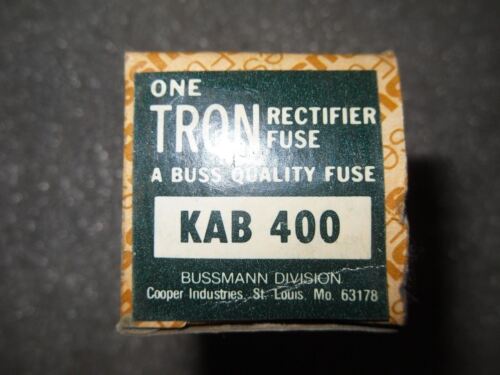 ONE
TRON RECTIFIER FUSE
A BUSS QUALITY FUSE
KAB 400
BUSSMANN DIVISION
Cooper Industries, St. Louis, Mo. 63178